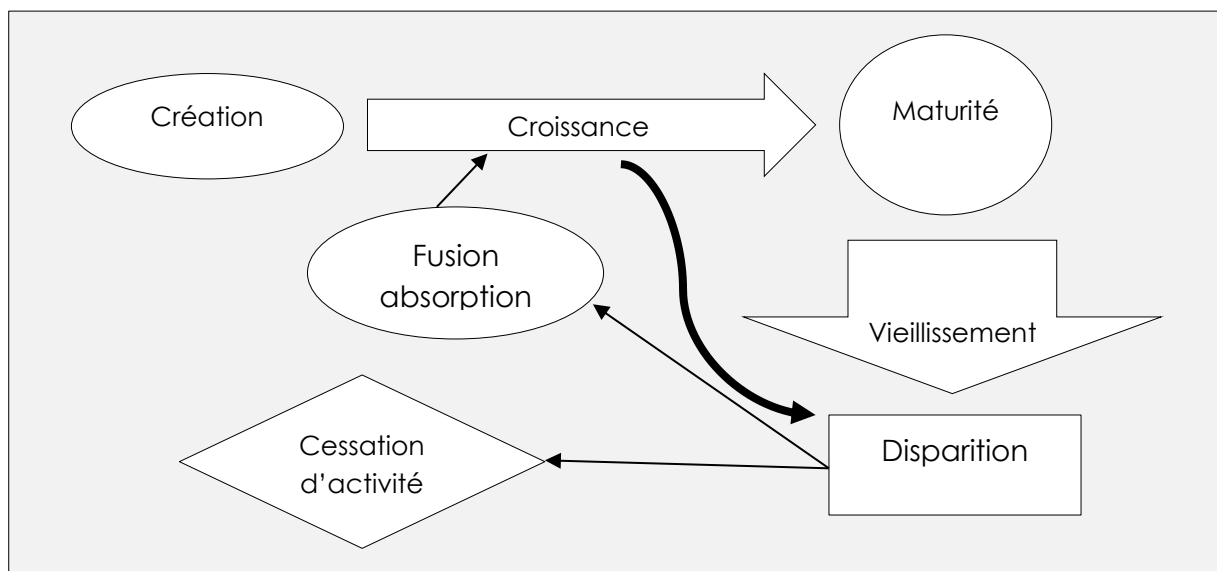 Création
Croissance
Maturité
Fusion
absorption
Vieillissement
Cessation
d’activité
Disparition